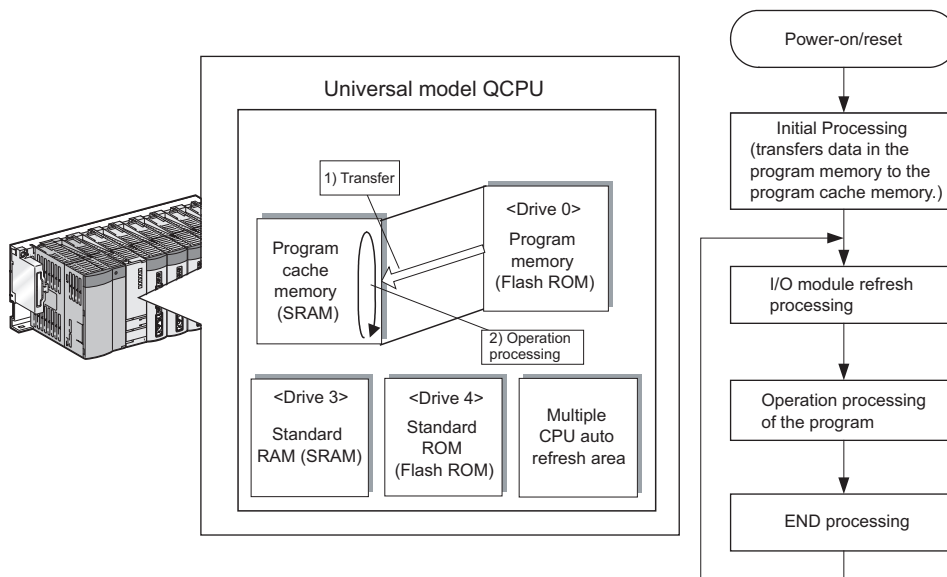 Universal model QCPU
1) Transfer
Program
cache
memory
(SRAM)
<Drive 0>
Program
memory
(Flash ROM)
2) Operation
processing
<Drive 3>
Standard
RAM (SRAM)
<Drive 4>
Standard
ROM
(Flash ROM)
Multiple
CPU auto
refresh area
Power-on/reset
Initial Processing
(transfers data in the
program memory to the
program cache memory.)
I/O module refresh
processing
Operation processing
of the program
END processing